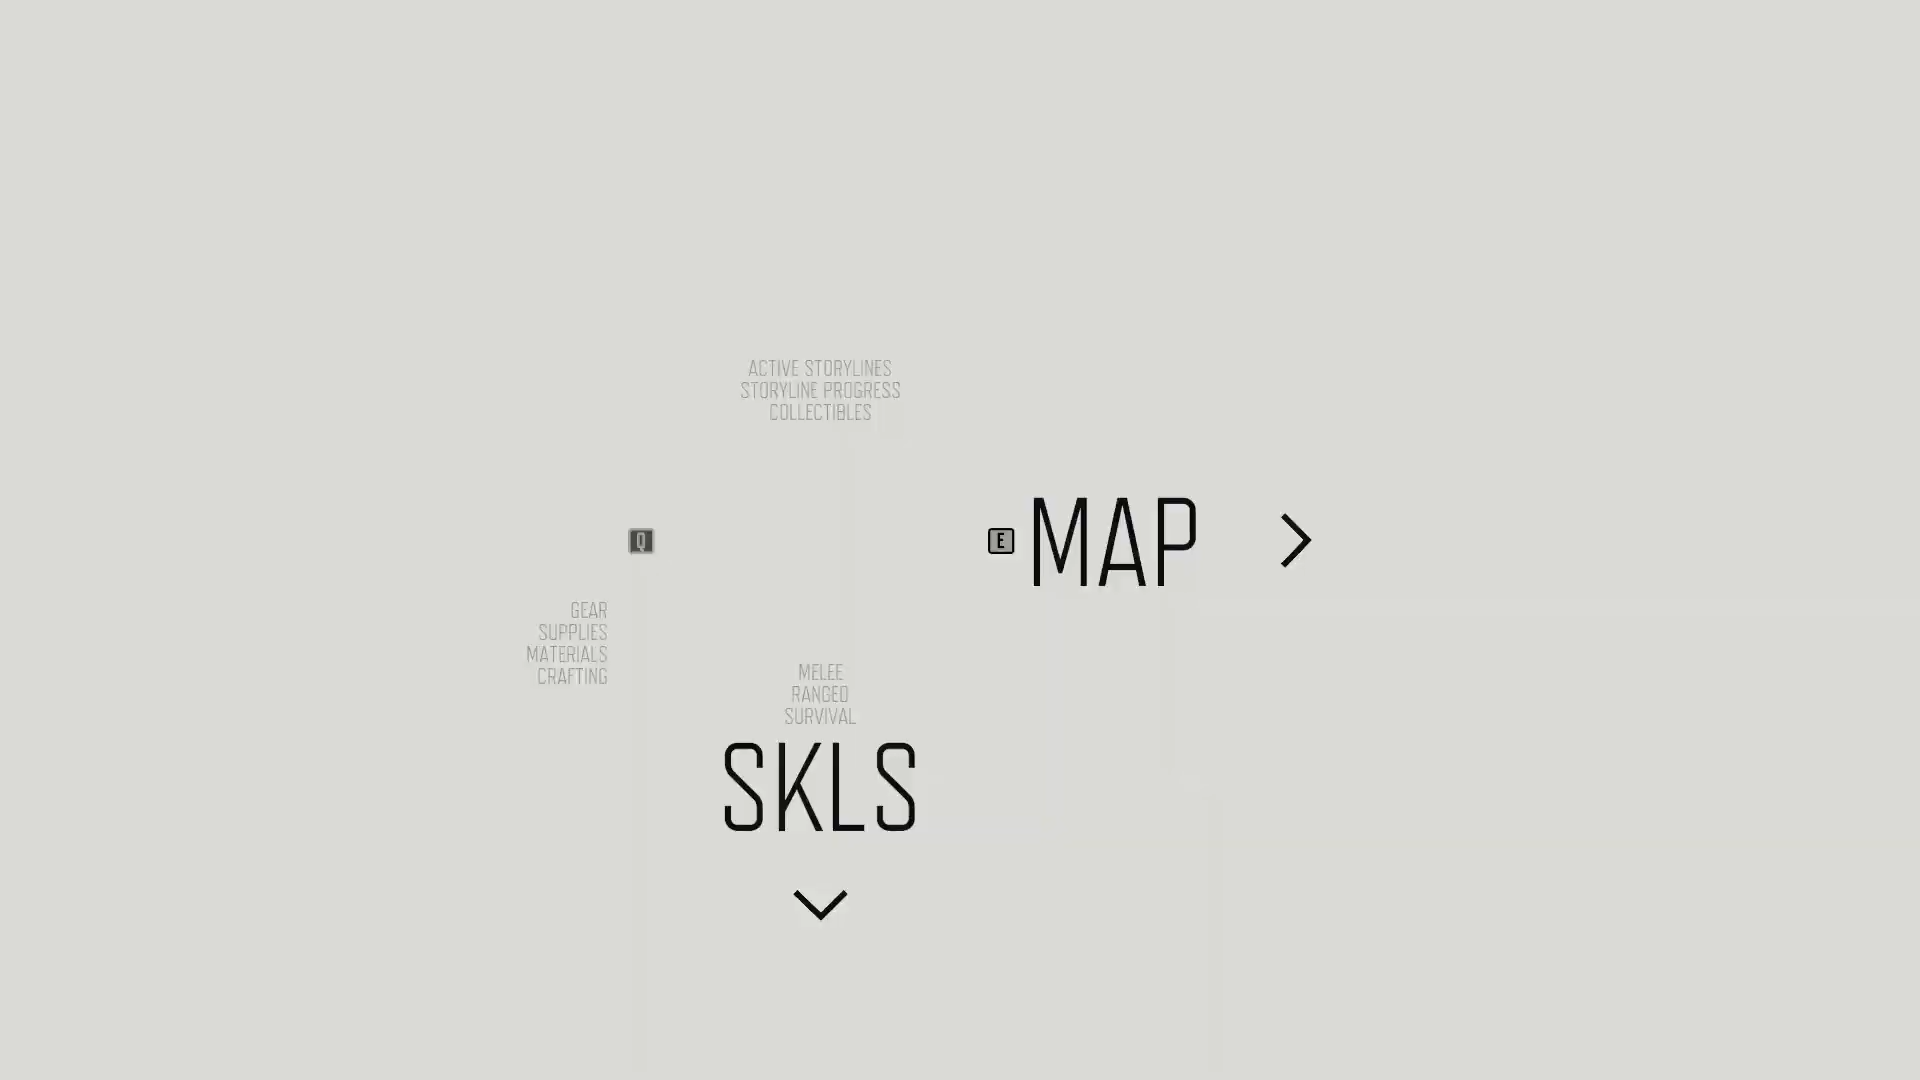 ACTIVE STORYLINES
STORYLINE PROGRESS
COLLECTIBLES
Q
E
MAP
GEAR
SUPPLIES
MATERIALS
CRAFTING
MELEE
RANGED
SURVIVAL
SKLS